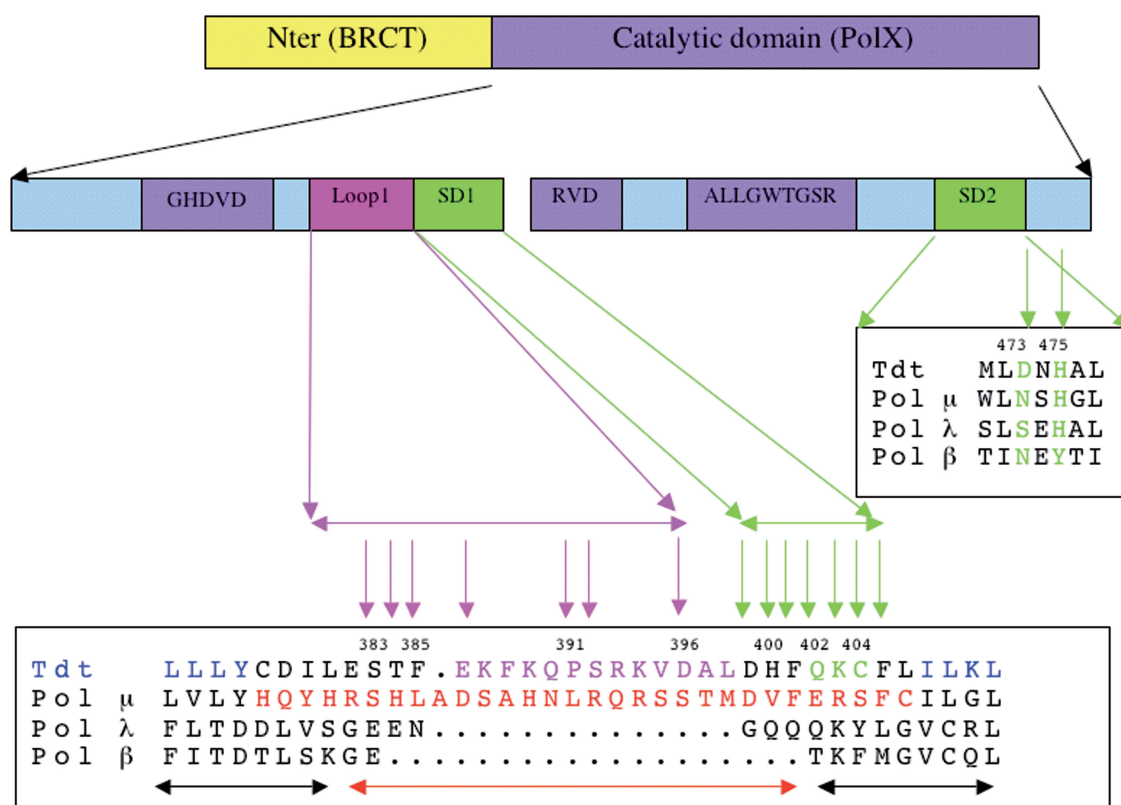 Nter (BRCT) Catalytic domain (PolX)
GHDVD Loop1 SD1 RVD ALLGWTGSR SD2
473 475
Tdt MLDNHAL
Pol μ WLNSHGL
Pol λ SLSEHAL
Pol β TINEYTI
383 385 391 396 400 402 404
Tdt LLLYCDILESTF.EKFKQPSRKVDALDHFQKCFLILKL
Pol μ LVLYHQYHRSHLADSAHNLRQRSSTMDVFERSFCILGL
Pol λ FLTDDLVSGEEN..............GQQQKYLGVCRL
Pol β FITDTLSKGE...................TKFMGVCQL